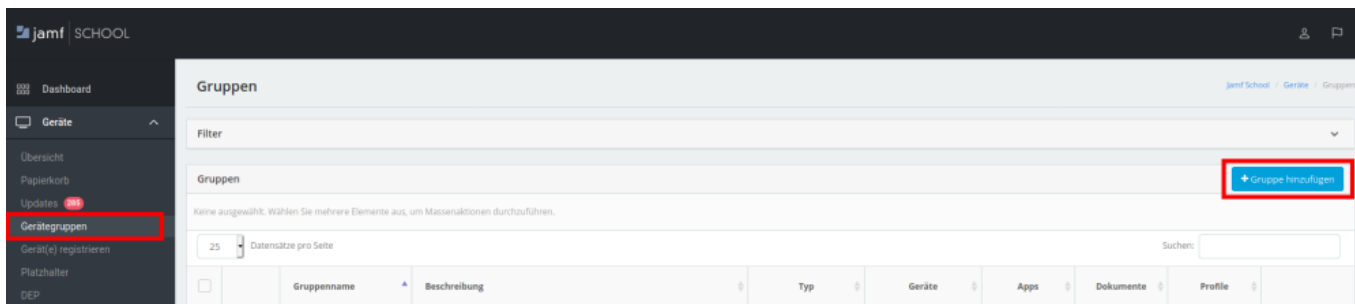 jamf SCHOOL
Dashboard
Geräte
Übersicht
Papierkorb
Updates 265
Gerätegruppen
Gerät(e) registrieren
Platzhalter
DEP
Gruppen
Jamf School / Geräte / Gruppen
Filter
Gruppen
+ Gruppe hinzufügen
Keine ausgewählt. Wählen Sie mehrere Elemente aus, um Massenaktionen durchzuführen.
25 Datensätze pro Seite
Suchen:
Gruppenname Beschreibung Typ Geräte Apps Dokumente Profile